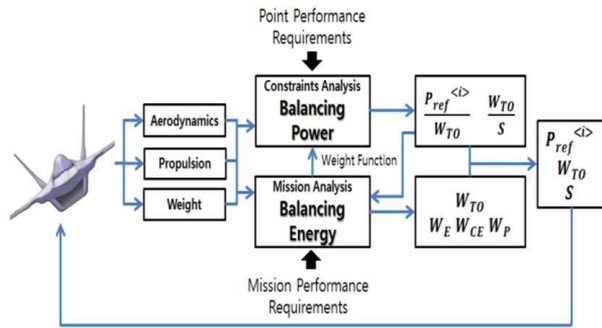 Point Performance
Requirements
Aerodynamics
Propulsion
Weight
Constraints Analysis
Balancing
Power
Weight Function
Mission Analysis
Balancing
Energy
Mission Performance
Requirements
P_ref^<i> / W_TO W_TO / S
W_TO
W_E W_CE W_P
P_ref^<i>
W_TO
S